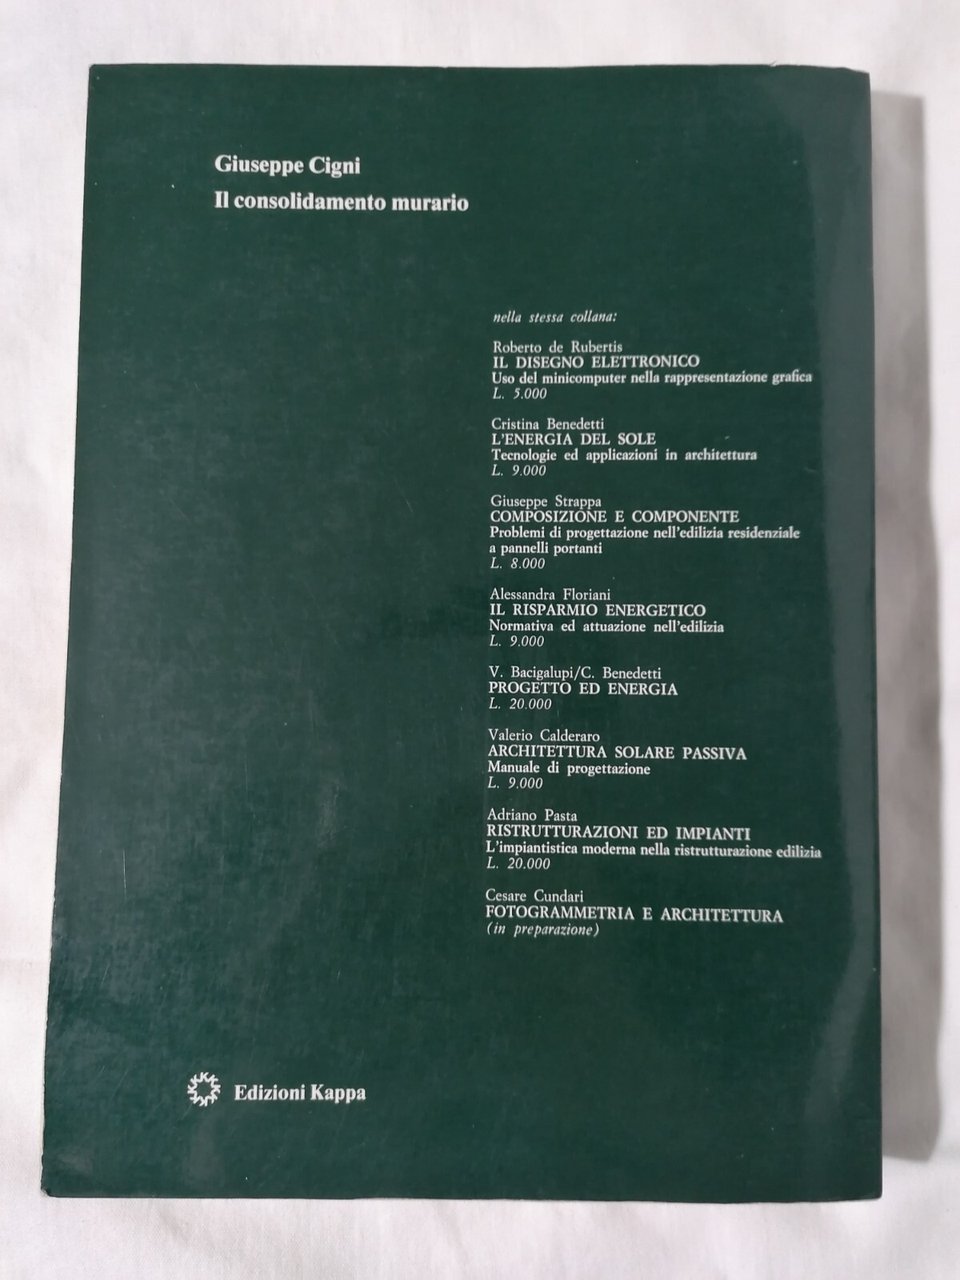 Giuseppe Cigni
Il consolidamento murario
nella stessa collana:
Roberto de Rubertis
IL DISEGNO ELETTRONICO
Uso del minicomputer nella rappresentazione grafica
L. 5.000
Cristina Benedetti
L'ENERGIA DEL SOLE
Tecnologie ed applicazioni in architettura
L. 9.000
Giuseppe Strappa
COMPOSIZIONE E COMPONENTE
Problemi di progettazione nell'edilizia residenziale
a pannelli portanti
L. 8.000
Alessandra Floriani
IL RISPARMIO ENERGETICO
Normativa ed attuazione nell'edilizia
L. 9.000
V. Bacigalupi/C. Benedetti
PROGETTO ED ENERGIA
L. 20.000
Valerio Calderaro
ARCHITETTURA SOLARE PASSIVA
Manuale di progettazione
L. 9.000
Adriano Pasta
RISTRUTTURAZIONI ED IMPIANTI
L'impiantistica moderna nella ristrutturazione edilizia
L. 20.000
Cesare Cundari
FOTOGRAMMETRIA E ARCHITETTURA
(in preparazione)
Edizioni Kappa